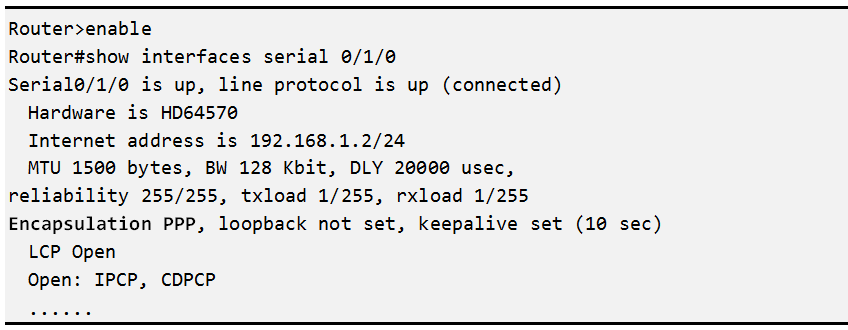 Router>enable
Router#show interfaces serial 0/1/0
Serial0/1/0 is up, line protocol is up (connected)
Hardware is HD64570
Internet address is 192.168.1.2/24
MTU 1500 bytes, BW 128 Kbit, DLY 20000 usec,
reliability 255/255, txload 1/255, rxload 1/255
Encapsulation PPP, loopback not set, keepalive set (10 sec)
LCP Open
Open: IPCP, CDPCP
......